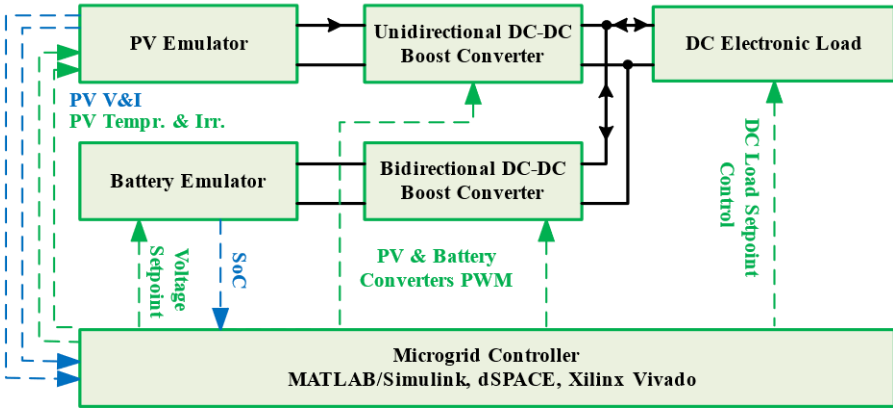 PV Emulator
Unidirectional DC-DC
Boost Converter
DC Electronic Load
PV V&I
PV Tempr. & Irr.
Battery Emulator
Bidirectional DC-DC
Boost Converter
Voltage
Setpoint
SoC
PV & Battery
Converters PWM
DC Load Setpoint
Control
Microgrid Controller
MATLAB/Simulink, dSPACE, Xilinx Vivado